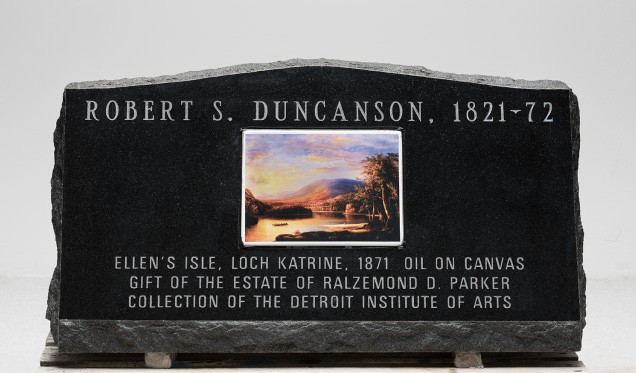 ROBERT S. DUNCANSON, 1821-72
ELLEN'S ISLE, LOCH KATRINE, 1871 OIL ON CANVAS
GIFT OF THE ESTATE OF RALZEMOND D. PARKER
COLLECTION OF THE DETROIT INSTITUTE OF ARTS